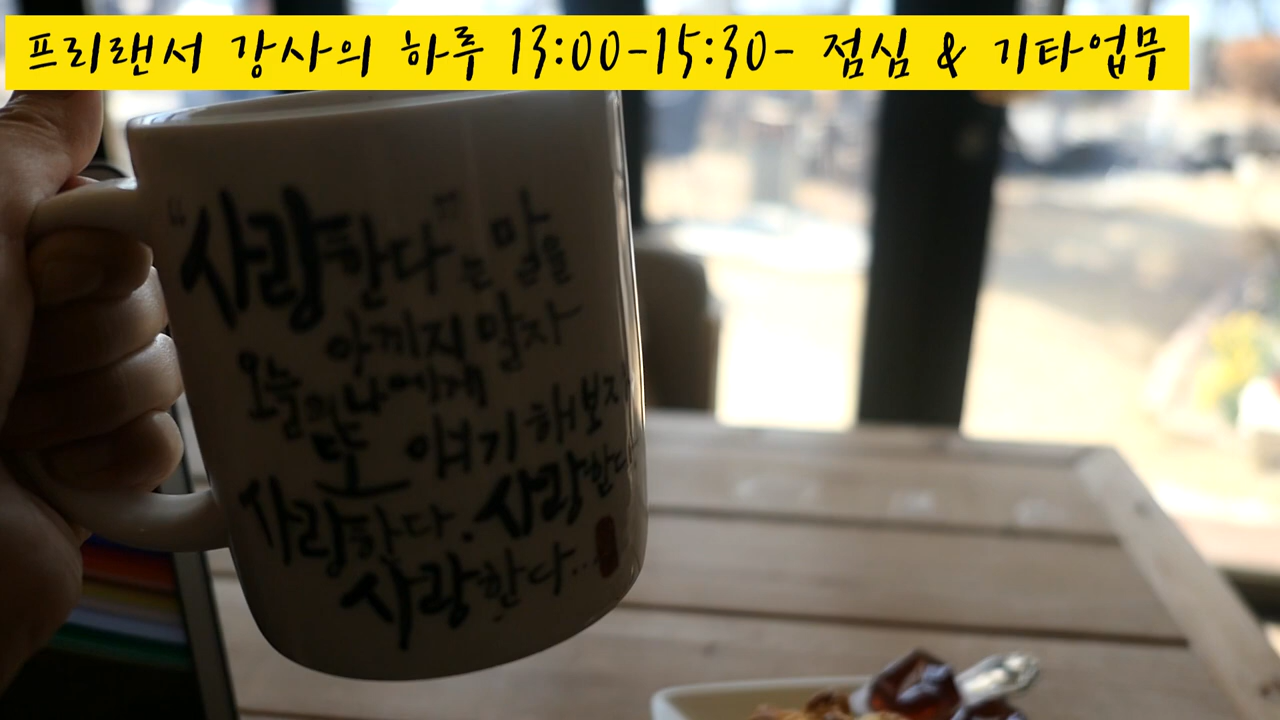 프리랜서 강사의 하루 13:00-15:30- 점심 & 기타업무
"사랑한다"는 말을
아끼지 말자
오늘의 나에게
또 얘기해보자
사랑한다. 사랑한다.
사랑한다...